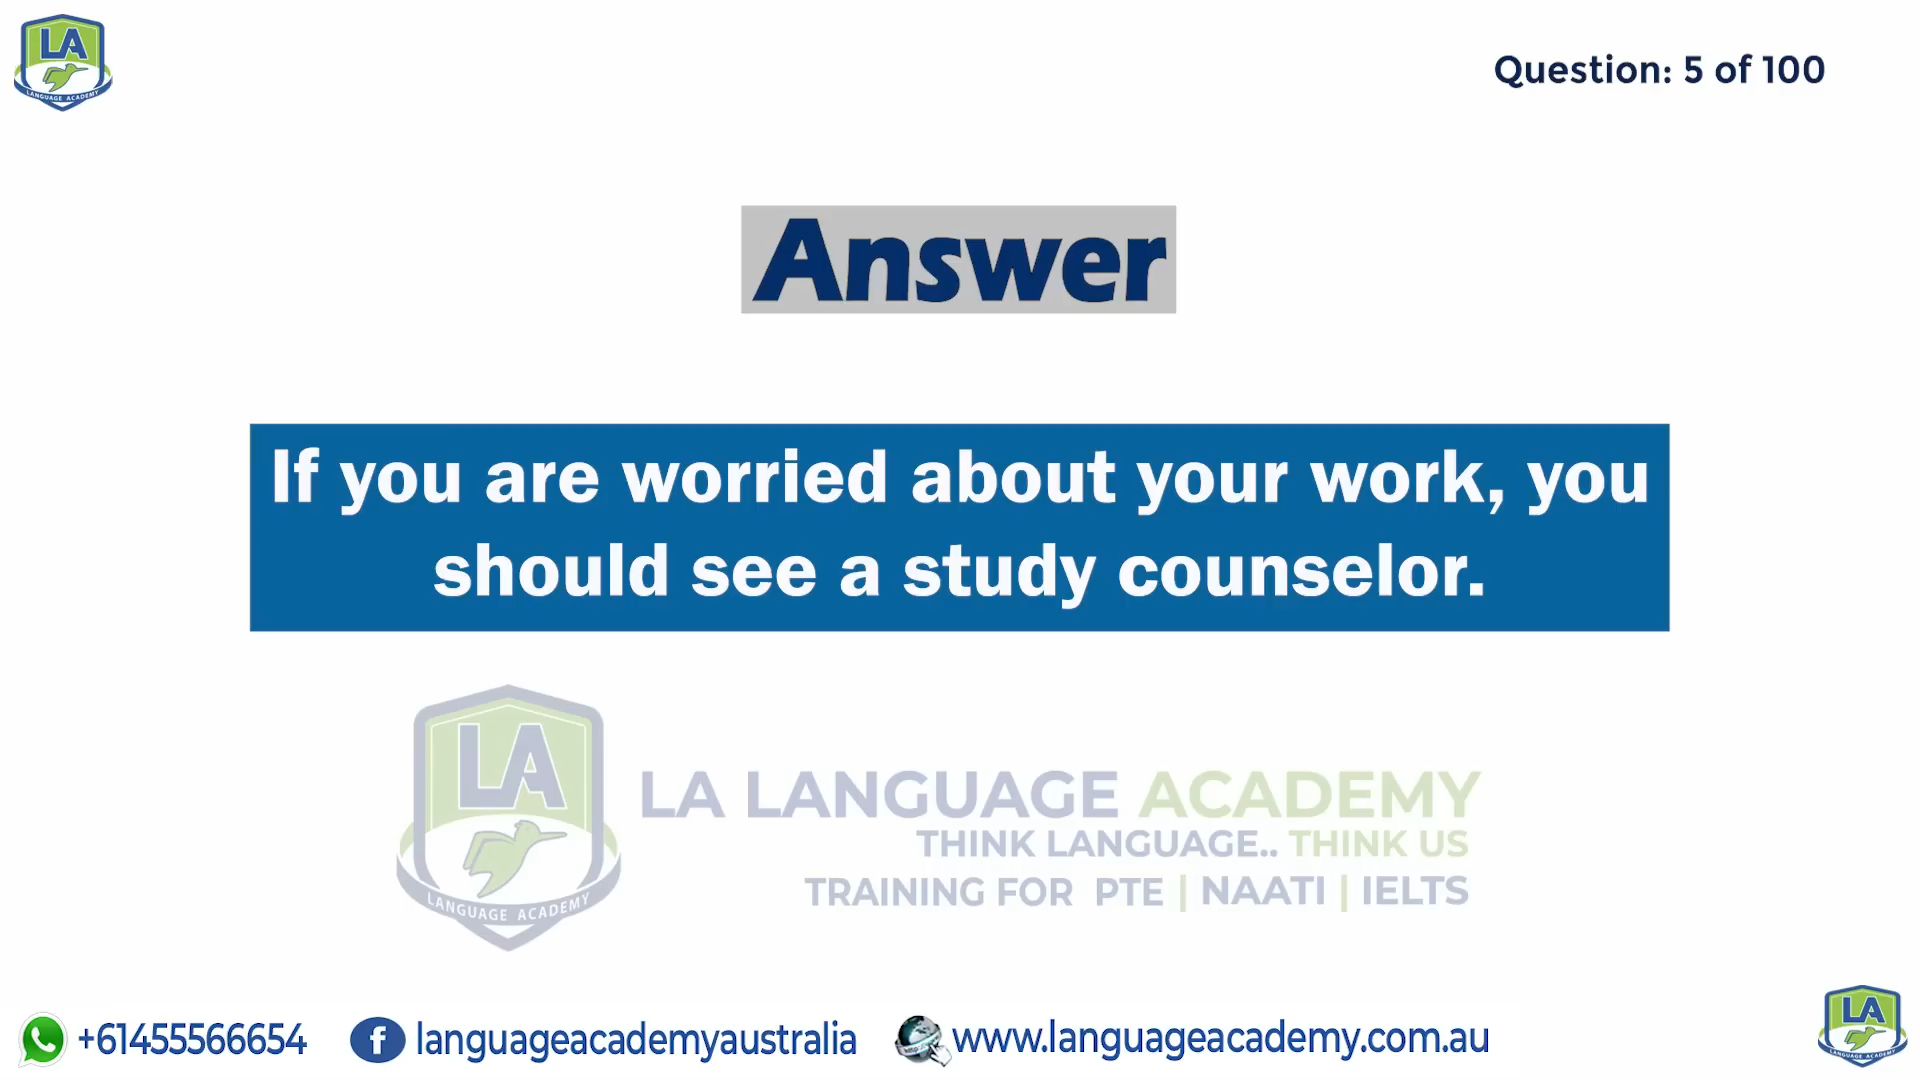 LA
LANGUAGE ACADEMY
Question: 5 of 100
Answer
If you are worried about your work, you
should see a study counselor.
LA
LANGUAGE ACADEMY
LA LANGUAGE ACADEMY
THINK LANGUAGE.. THINK US
TRAINING FOR PTE | NAATI | IELTS
+61455566654
languageacademyaustralia
www.languageacademy.com.au
LA
LANGUAGE ACADEMY